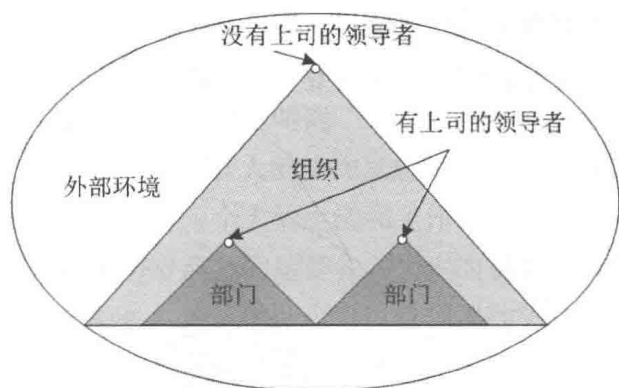 没有上司的领导者
有上司的领导者
组织
外部环境
部门
部门